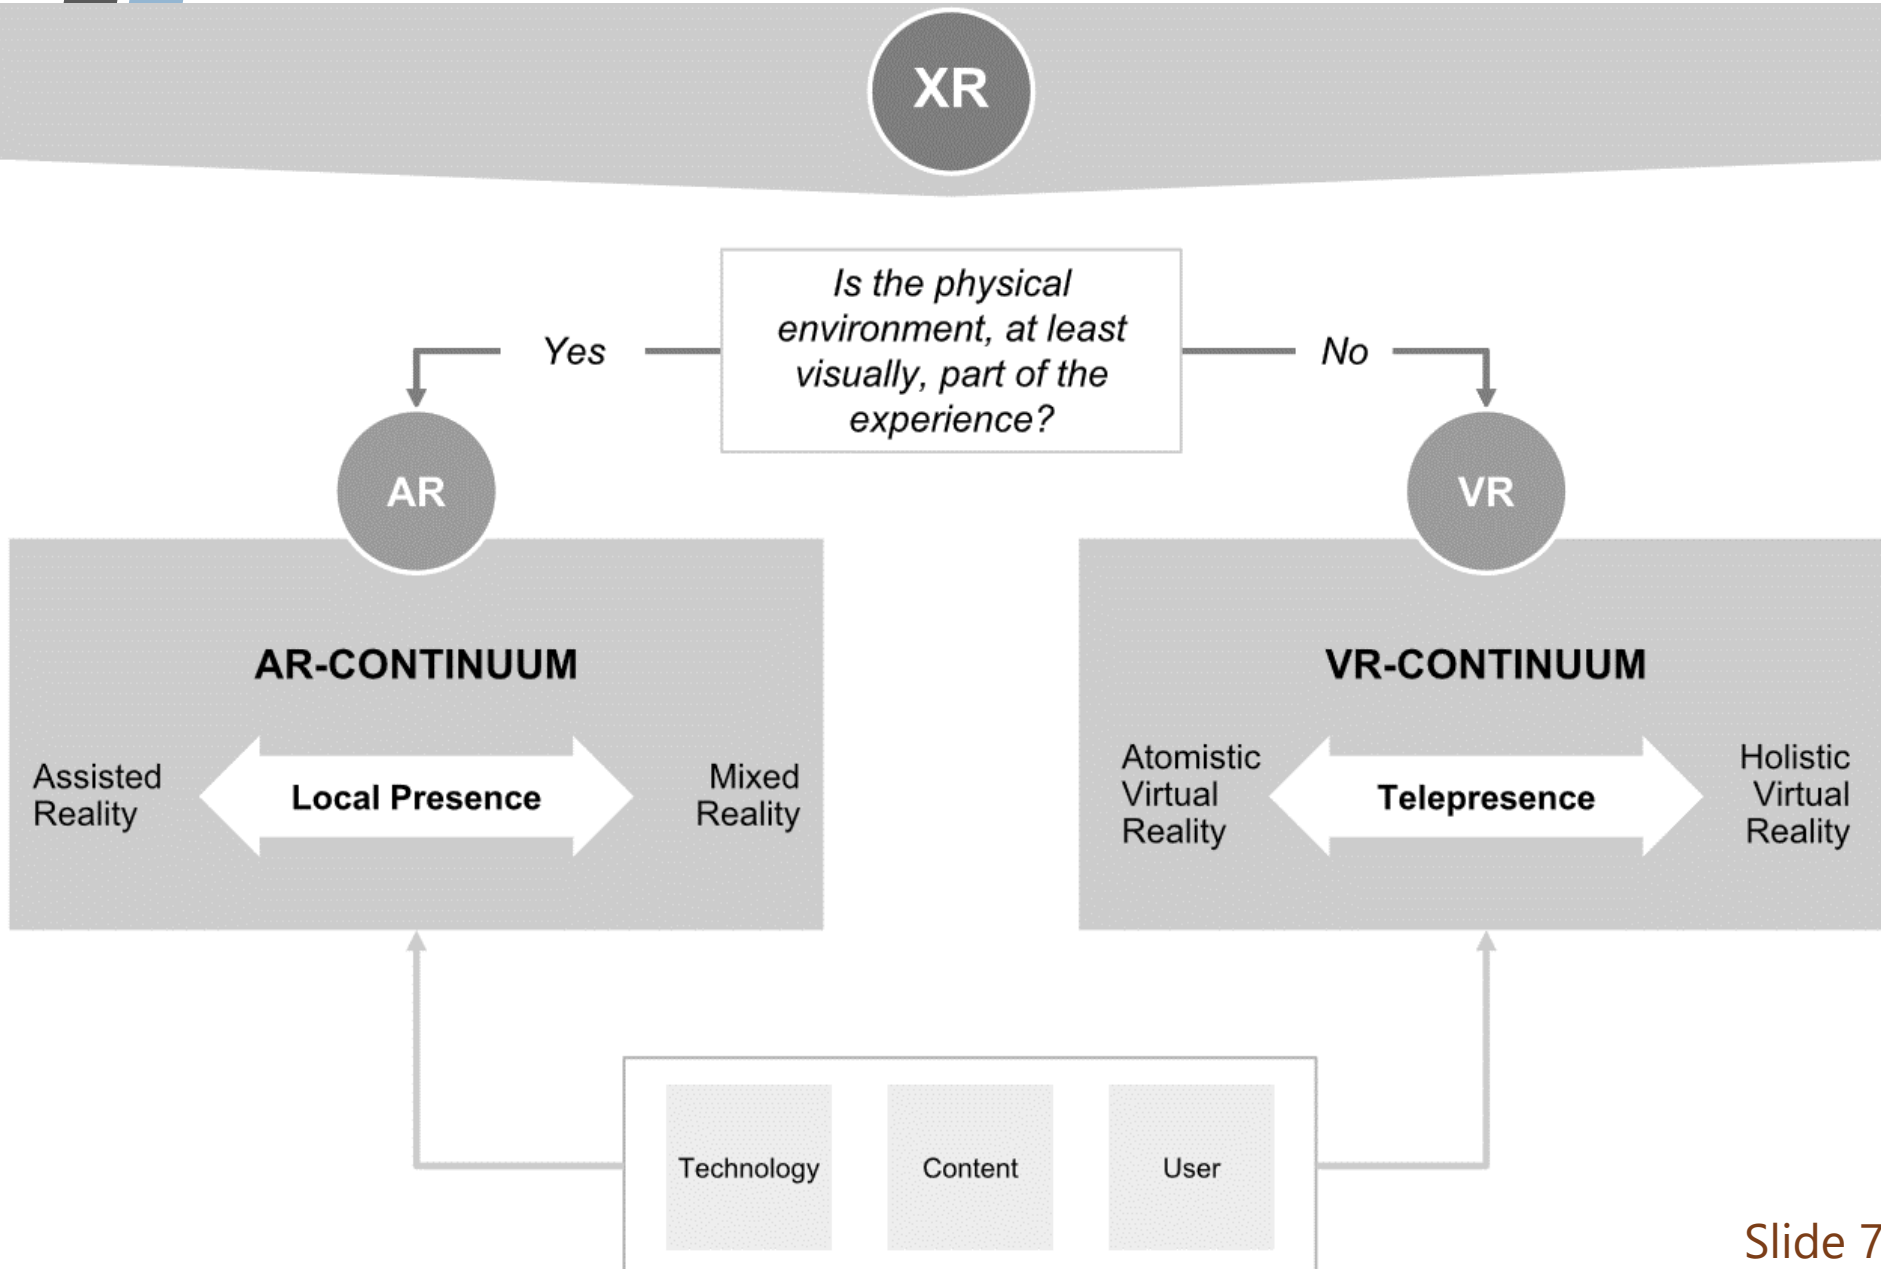 XR
Is the physical
environment, at least
visually, part of the
experience?
Yes
No
AR
VR
AR-CONTINUUM
Assisted
Reality
Local Presence
Mixed
Reality
VR-CONTINUUM
Atomistic
Virtual
Reality
Telepresence
Holistic
Virtual
Reality
Technology
Content
User
Slide 7